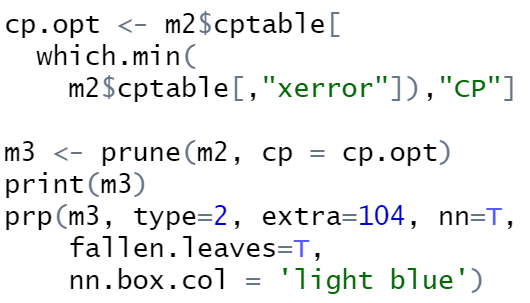 cp.opt <- m2$cptable[
  which.min(
    m2$cptable[,"xerror"]),"CP"]

m3 <- prune(m2, cp = cp.opt)
print(m3)
prp(m3, type=2, extra=104, nn=T,
    fallen.leaves=T,
    nn.box.col = 'light blue')